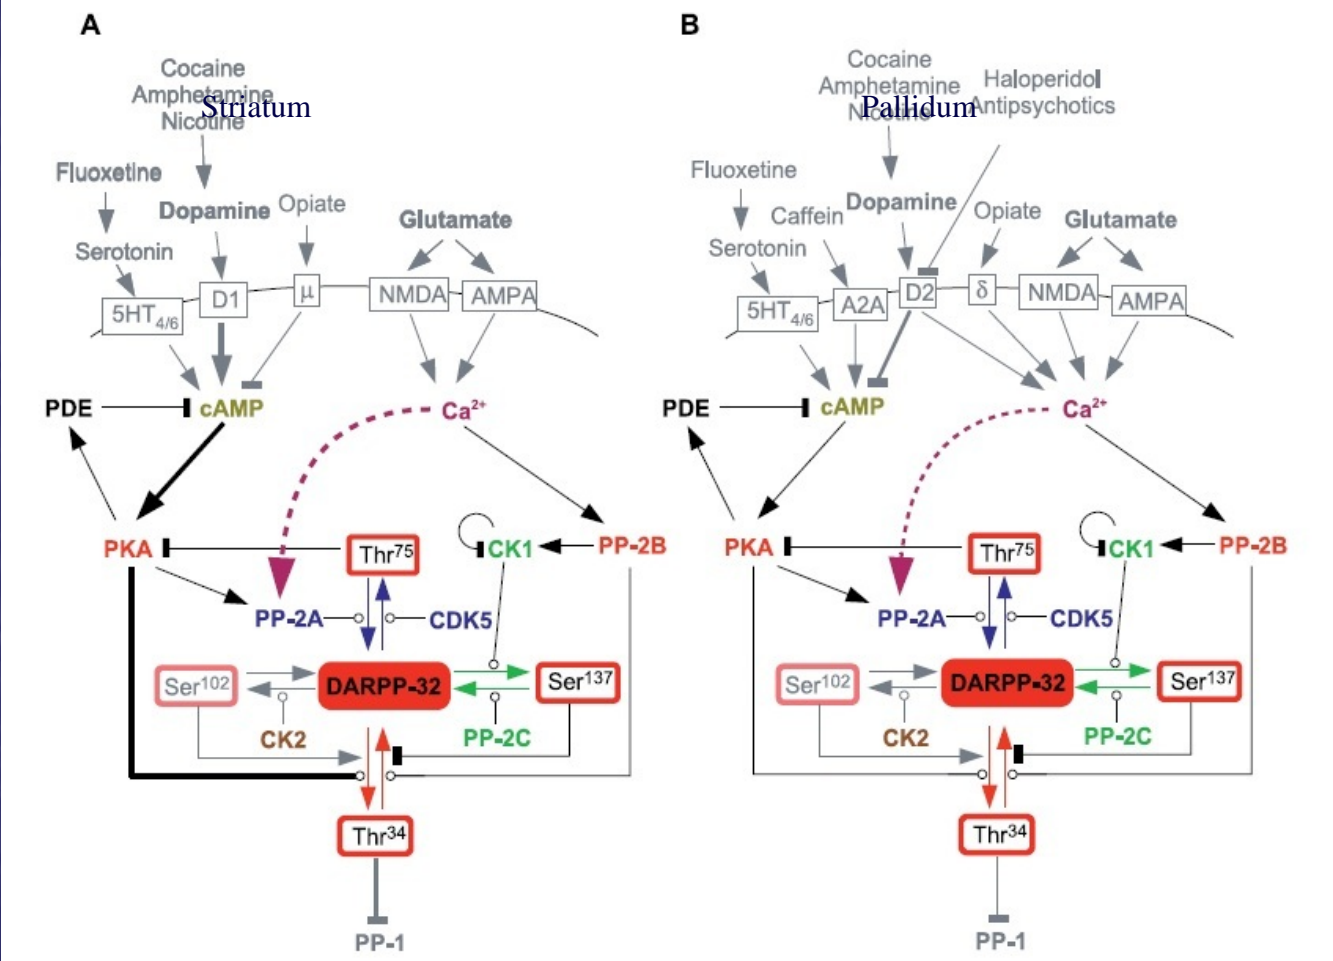 A
Cocaine
Amphetamine
Striatum
Nicotine
Fluoxetine
Dopamine
Opiate
Glutamate
Serotonin
5HT4/6
D1
μ
NMDA
AMPA
PDE
cAMP
Ca2+
PKA
Thr75
CK1
PP-2B
PP-2A
CDK5
Ser102
DARPP-32
Ser137
CK2
PP-2C
Thr34
PP-1
B
Cocaine
Amphetamine
Pallidum
Nicotine
Haloperidol
Antipsychotics
Fluoxetine
Caffein
Dopamine
Opiate
Glutamate
Serotonin
5HT4/6
A2A
D2
δ
NMDA
AMPA
PDE
cAMP
Ca2+
PKA
Thr75
CK1
PP-2B
PP-2A
CDK5
Ser102
DARPP-32
Ser137
CK2
PP-2C
Thr34
PP-1